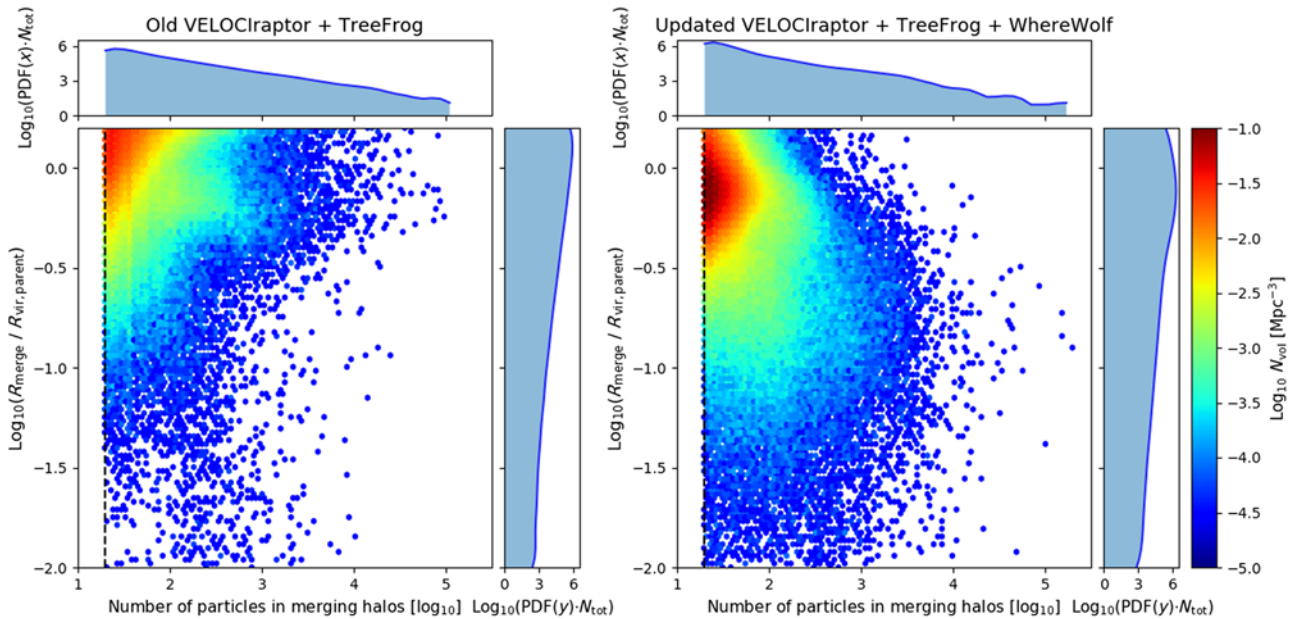 Old VELOCIraptor + TreeFrog
Log₁₀(PDF(x)·Nₜₒₜ)
6
3
0
Log₁₀(R_merge / R_vir,parent)
0.0
−0.5
−1.0
−1.5
−2.0
1 2 3 4 5
Number of particles in merging halos [log₁₀]
0 3 6
Log₁₀(PDF(y)·Nₜₒₜ)
Updated VELOCIraptor + TreeFrog + WhereWolf
Log₁₀(PDF(x)·Nₜₒₜ)
6
3
0
Log₁₀(R_merge / R_vir,parent)
0.0
−0.5
−1.0
−1.5
−2.0
1 2 3 4 5
Number of particles in merging halos [log₁₀]
0 3 6
Log₁₀(PDF(y)·Nₜₒₜ)
−1.0
−1.5
−2.0
−2.5
−3.0
−3.5
−4.0
−4.5
−5.0
Log₁₀ N_vol [Mpc⁻³]